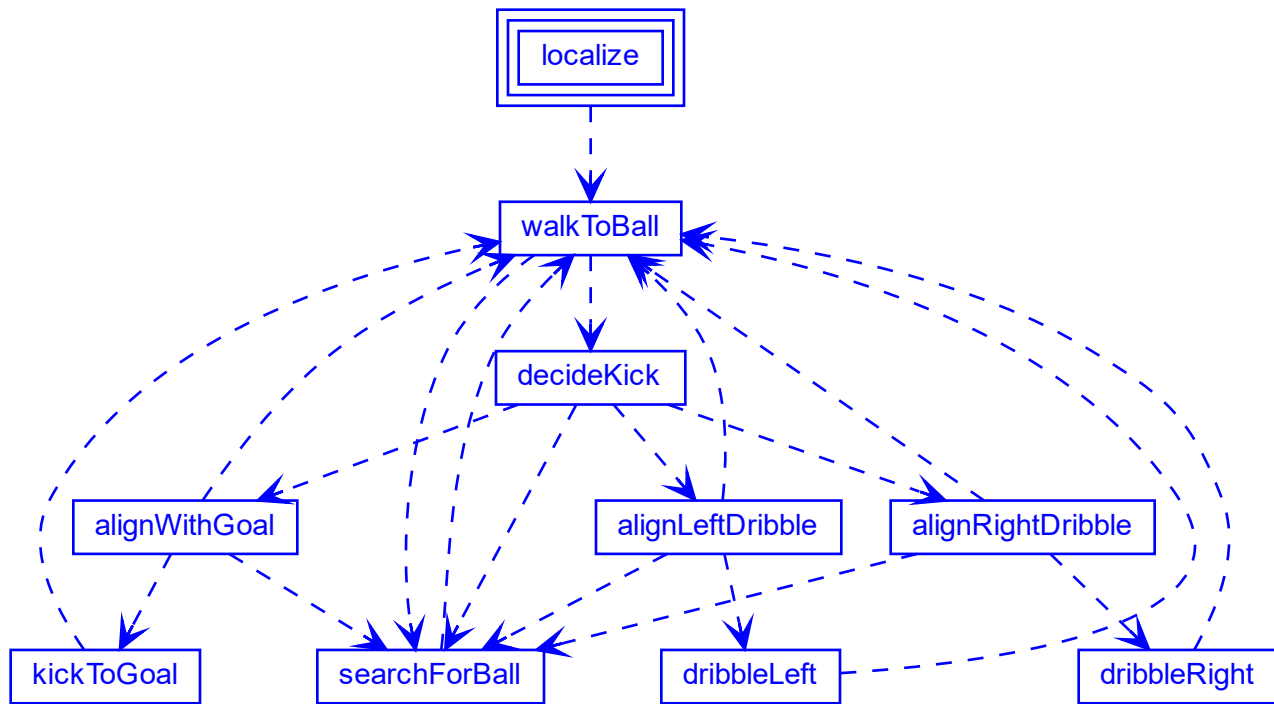 localize
walkToBall
decideKick
alignWithGoal
alignLeftDribble
alignRightDribble
kickToGoal
searchForBall
dribbleLeft
dribbleRight